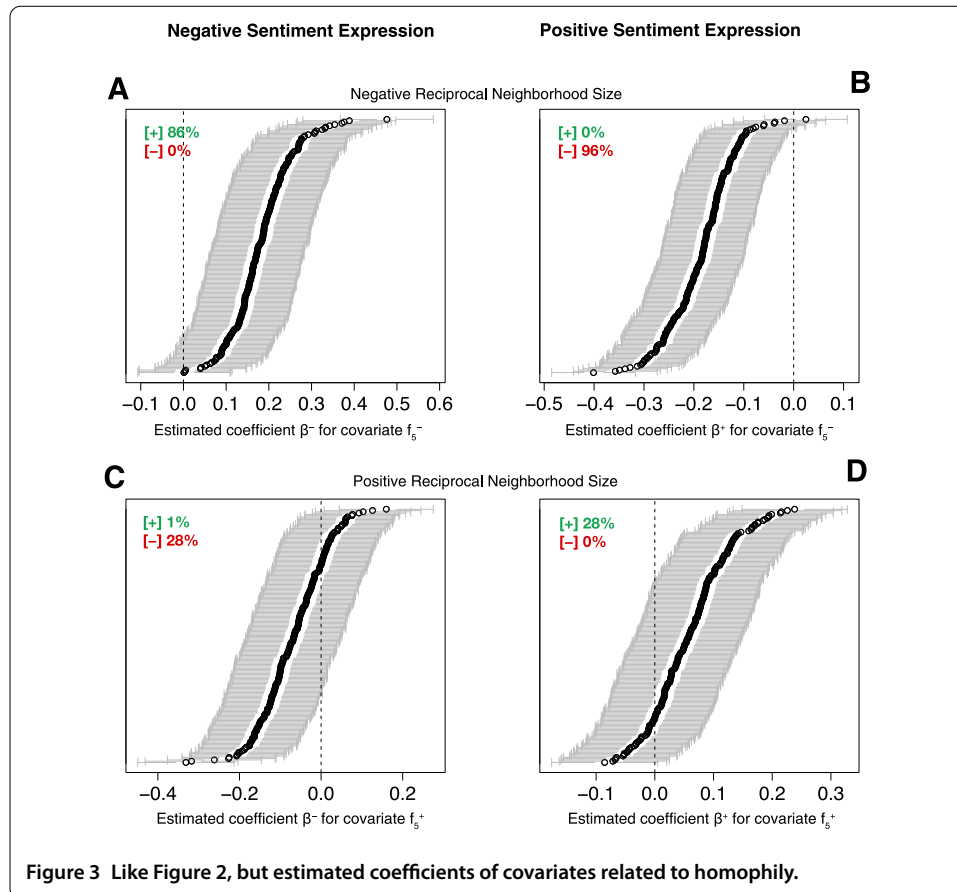 Negative Sentiment Expression
Positive Sentiment Expression
A
B
Negative Reciprocal Neighborhood Size
[+] 86%
[−] 0%
[+] 0%
[−] 96%
−0.1 0.0 0.1 0.2 0.3 0.4 0.5 0.6
−0.5 −0.4 −0.3 −0.2 −0.1 0.0 0.1
Estimated coefficient β⁻ for covariate f₅⁻
Estimated coefficient β⁺ for covariate f₅⁻
C
D
Positive Reciprocal Neighborhood Size
[+] 1%
[−] 28%
[+] 28%
[−] 0%
−0.4 −0.2 0.0 0.2
−0.1 0.0 0.1 0.2 0.3
Estimated coefficient β⁻ for covariate f₅⁺
Estimated coefficient β⁺ for covariate f₅⁺
Figure 3 Like Figure 2, but estimated coefficients of covariates related to homophily.